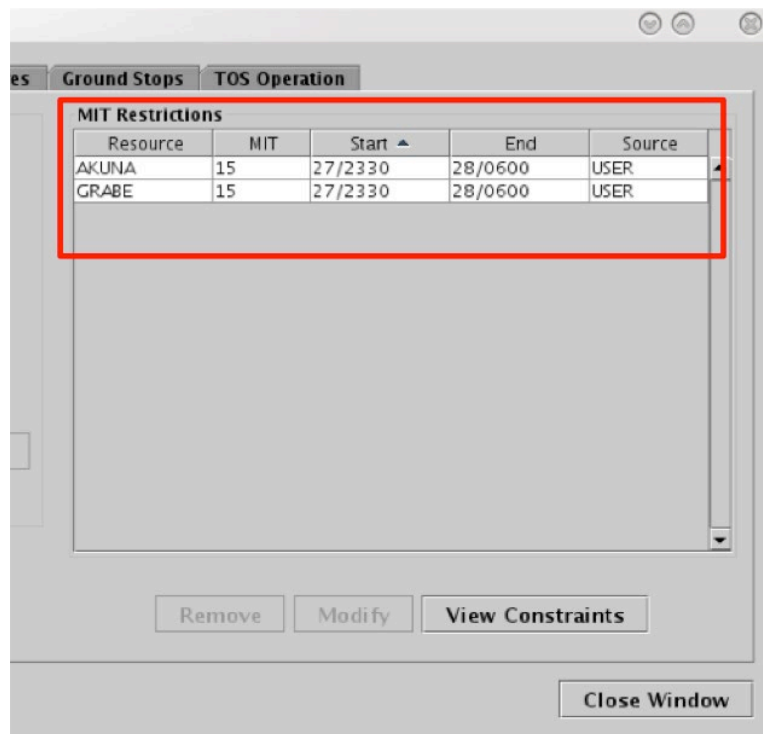 es Ground Stops TOS Operation
MIT Restrictions
Resource MIT Start End Source
AKUNA 15 27/2330 28/0600 USER
GRABE 15 27/2330 28/0600 USER
Remove Modify View Constraints
Close Window